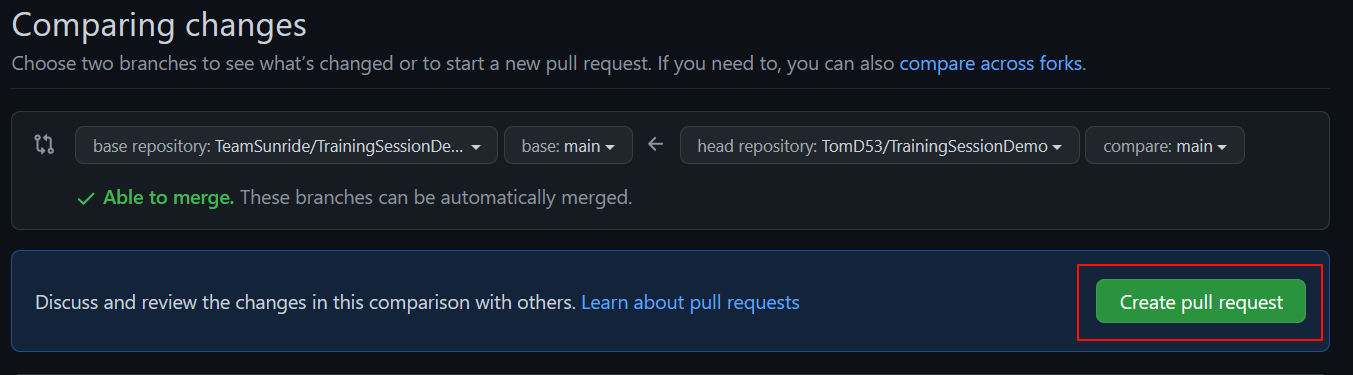 Comparing changes
Choose two branches to see what's changed or to start a new pull request. If you need to, you can also compare across forks.
base repository: TeamSunride/TrainingSessionDe... base: main head repository: TomD53/TrainingSessionDemo compare: main
Able to merge. These branches can be automatically merged.
Discuss and review the changes in this comparison with others. Learn about pull requests Create pull request